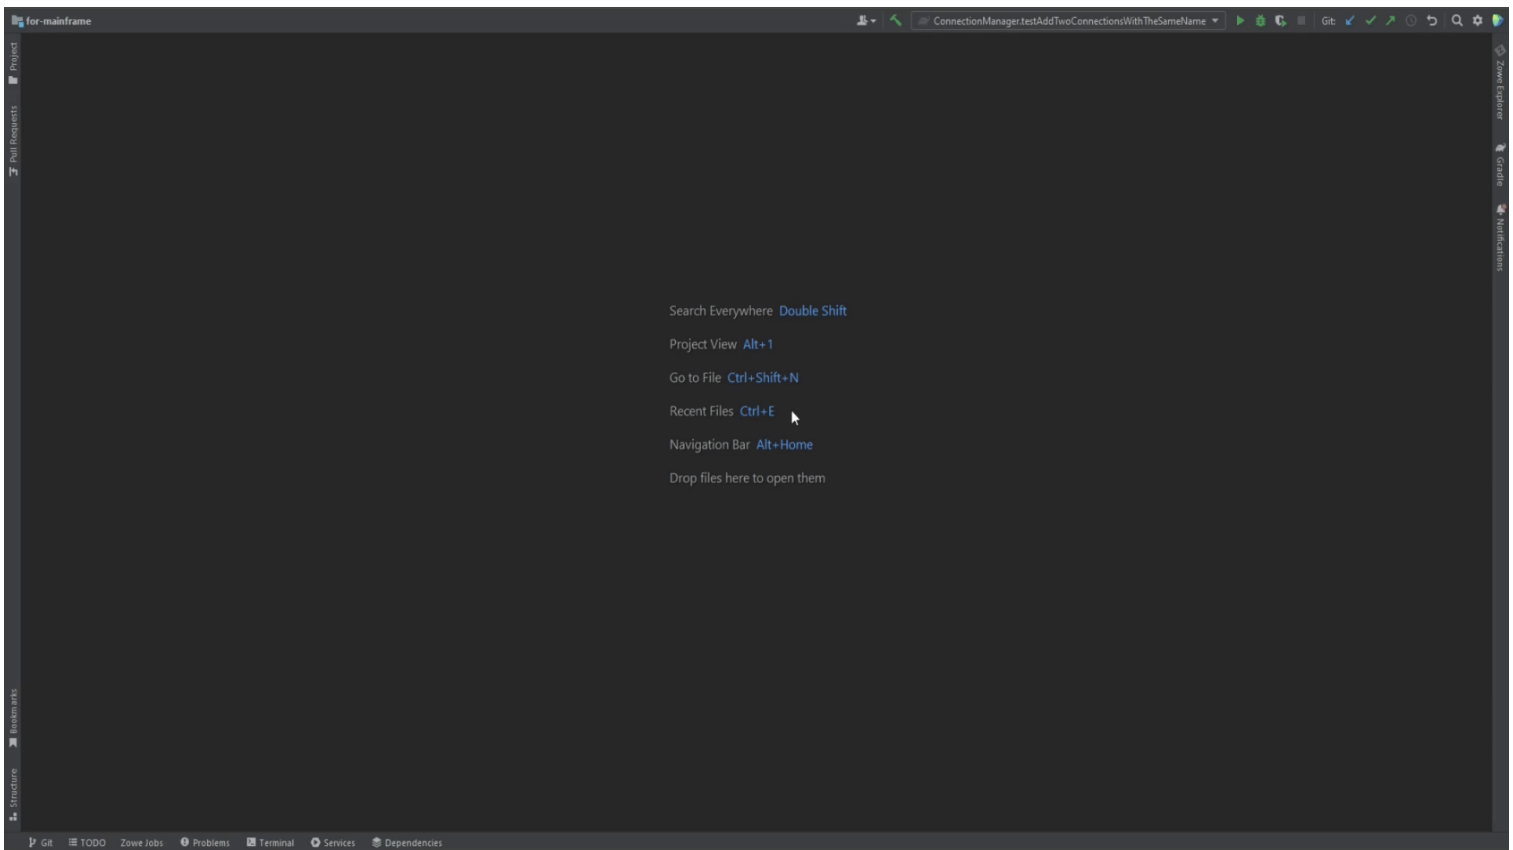 for-mainframe
ConnectionManager.testAddTwoConnectionsWithTheSameName
Git:
Project
Pull Requests
Zowe Explorer
Gradle
Notifications
Search Everywhere Double Shift
Project View Alt+1
Go to File Ctrl+Shift+N
Recent Files Ctrl+E
Navigation Bar Alt+Home
Drop files here to open them
Bookmarks
Structure
Git TODO Zowe Jobs Problems Terminal Services Dependencies